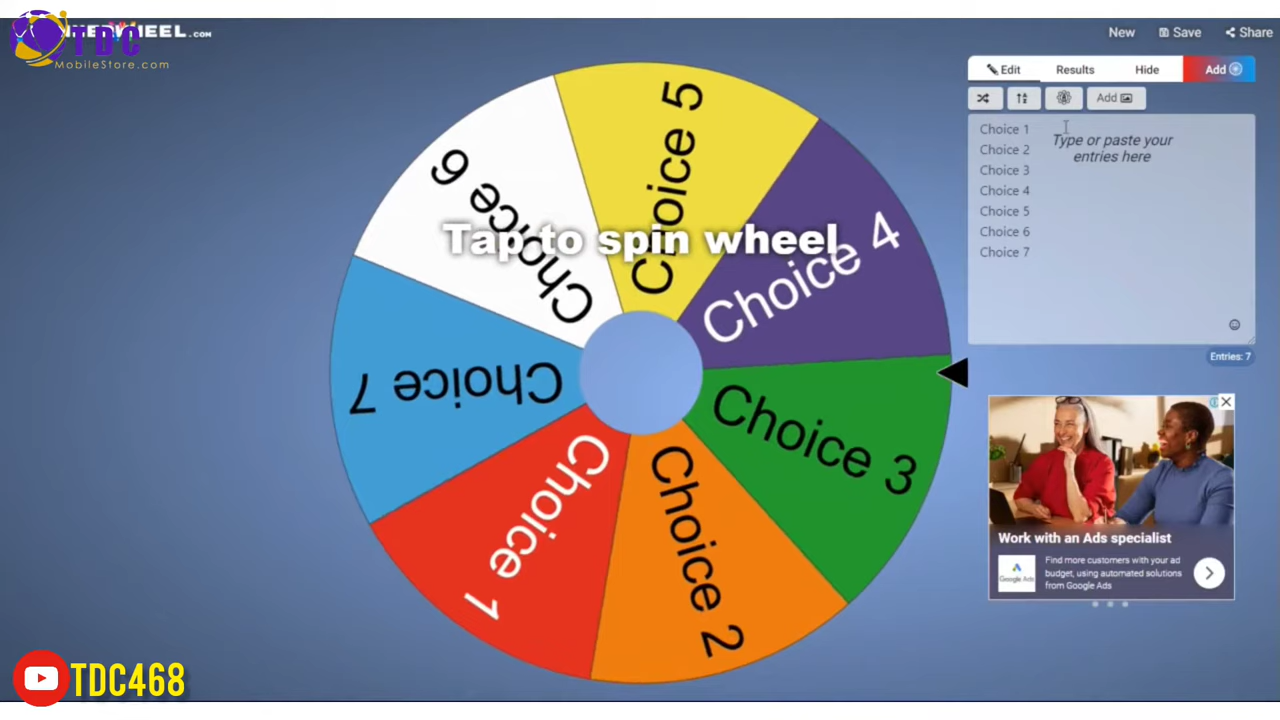 TDC
MobileStore.com
HEEL.COM
New
Save
Share
Edit
Results
Hide
Add
Add
Choice 1
Choice 2
Choice 3
Choice 4
Choice 5
Choice 6
Choice 7
Type or paste your
entries here
Entries: 7
Tap to spin wheel
Choice 5
Choice 4
Choice 3
Choice 2
Choice 1
Choice 7
Choice 6
Work with an Ads specialist
Google Ads
Find more customers with your ad
budget, using automated solutions
from Google Ads
TDC468